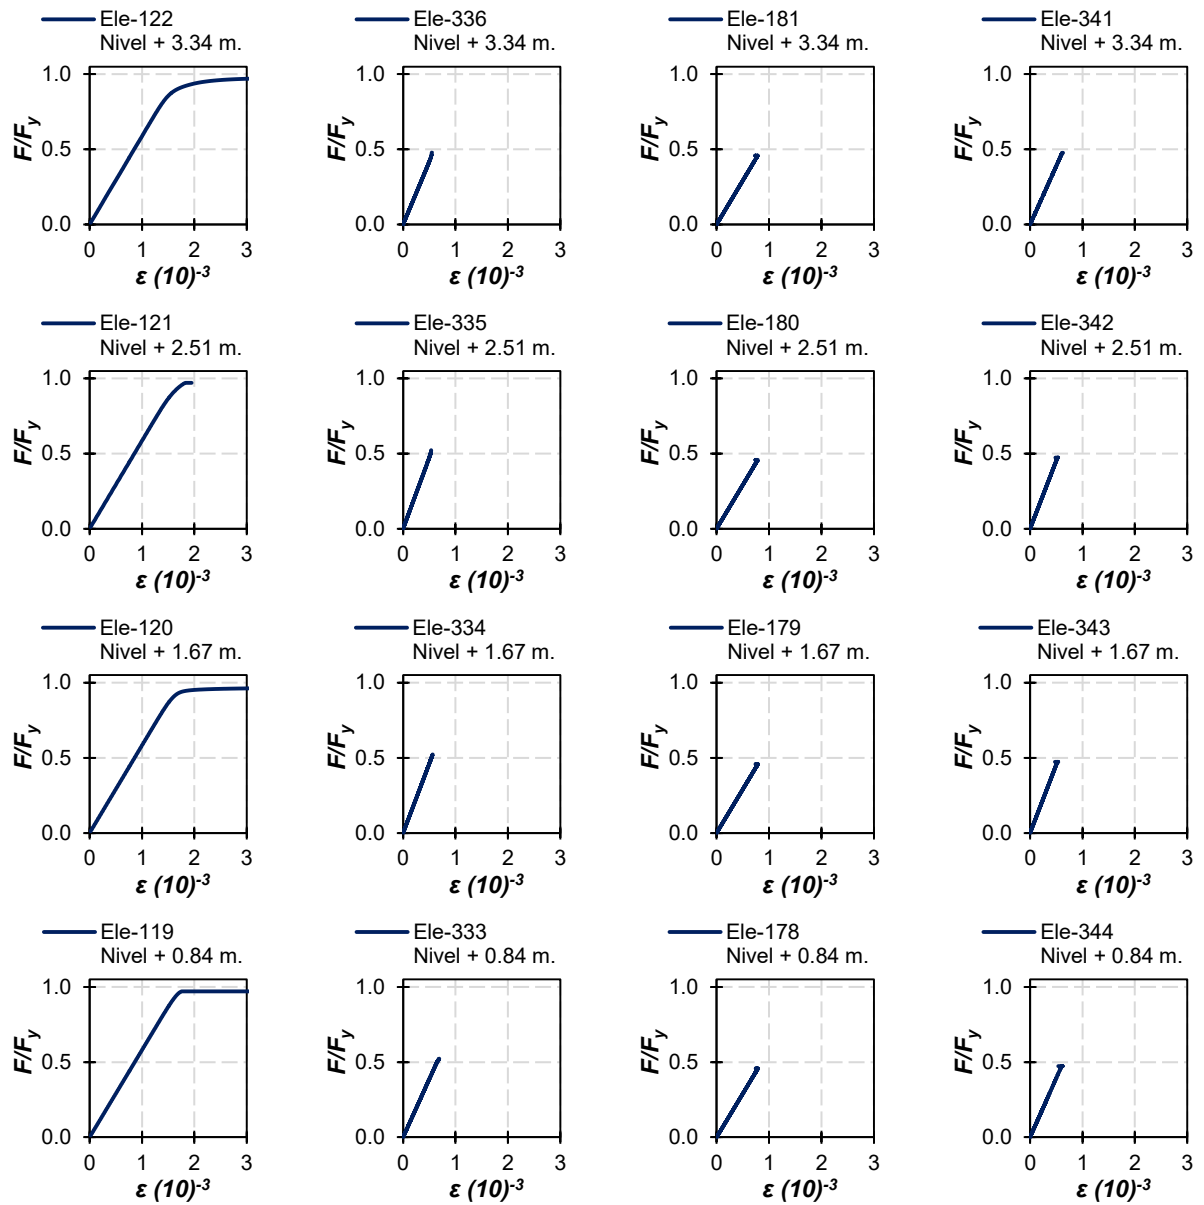 Ele-122
Nivel + 3.34 m.
1.0
0.5
0.0
F/Fy
0 1 2 3
ε (10)-3
Ele-336
Nivel + 3.34 m.
1.0
0.5
0.0
F/Fy
0 1 2 3
ε (10)-3
Ele-181
Nivel + 3.34 m.
1.0
0.5
0.0
F/Fy
0 1 2 3
ε (10)-3
Ele-341
Nivel + 3.34 m.
1.0
0.5
0.0
F/Fy
0 1 2 3
ε (10)-3
Ele-121
Nivel + 2.51 m.
1.0
0.5
0.0
F/Fy
0 1 2 3
ε (10)-3
Ele-335
Nivel + 2.51 m.
1.0
0.5
0.0
F/Fy
0 1 2 3
ε (10)-3
Ele-180
Nivel + 2.51 m.
1.0
0.5
0.0
F/Fy
0 1 2 3
ε (10)-3
Ele-342
Nivel + 2.51 m.
1.0
0.5
0.0
F/Fy
0 1 2 3
ε (10)-3
Ele-120
Nivel + 1.67 m.
1.0
0.5
0.0
F/Fy
0 1 2 3
ε (10)-3
Ele-334
Nivel + 1.67 m.
1.0
0.5
0.0
F/Fy
0 1 2 3
ε (10)-3
Ele-179
Nivel + 1.67 m.
1.0
0.5
0.0
F/Fy
0 1 2 3
ε (10)-3
Ele-343
Nivel + 1.67 m.
1.0
0.5
0.0
F/Fy
0 1 2 3
ε (10)-3
Ele-119
Nivel + 0.84 m.
1.0
0.5
0.0
F/Fy
0 1 2 3
ε (10)-3
Ele-333
Nivel + 0.84 m.
1.0
0.5
0.0
F/Fy
0 1 2 3
ε (10)-3
Ele-178
Nivel + 0.84 m.
1.0
0.5
0.0
F/Fy
0 1 2 3
ε (10)-3
Ele-344
Nivel + 0.84 m.
1.0
0.5
0.0
F/Fy
0 1 2 3
ε (10)-3